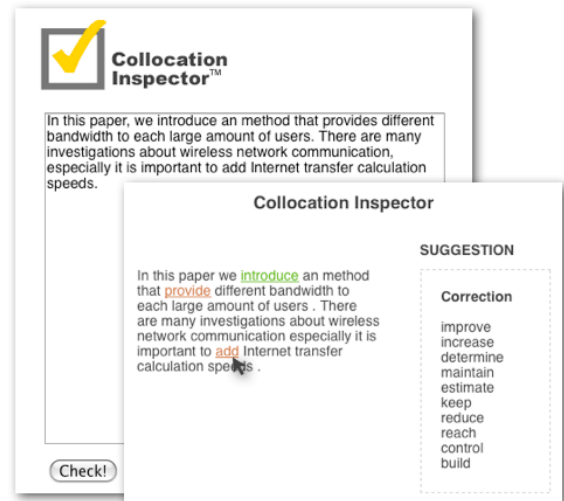 Collocation
Inspector™
In this paper, we introduce an method that provides different
bandwidth to each large amount of users. There are many
investigations about wireless network communication,
especially it is important to add Internet transfer calculation
speeds.
Check!
Collocation Inspector
In this paper we introduce an method
that provide different bandwidth to
each large amount of users . There
are many investigations about wireless
network communication especially it is
important to add Internet transfer
calculation speeds .
SUGGESTION
Correction
improve
increase
determine
maintain
estimate
keep
reduce
reach
control
build